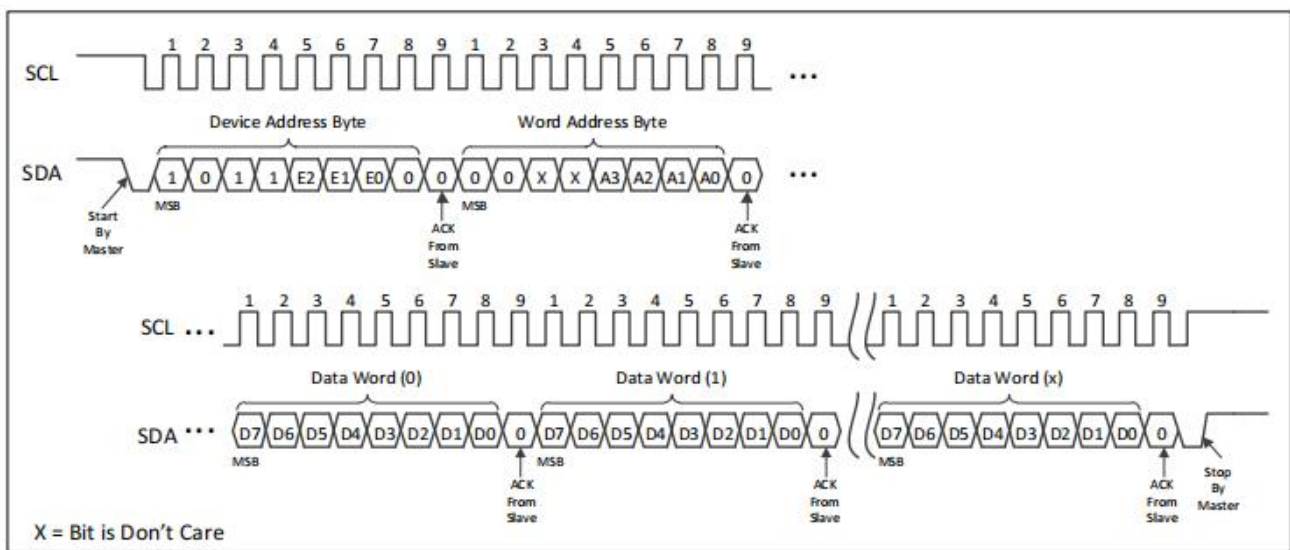 1 2 3 4 5 6 7 8 9 1 2 3 4 5 6 7 8 9
SCL ...
Device Address Byte Word Address Byte
SDA 1 0 1 1 E2 E1 E0 0 0 0 0 X X A3 A2 A1 A0 0 ...
MSB MSB
Start By Master
ACK From Slave
ACK From Slave
1 2 3 4 5 6 7 8 9 1 2 3 4 5 6 7 8 9 1 2 3 4 5 6 7 8 9
SCL ...
Data Word (0) Data Word (1) Data Word (x)
SDA ... D7 D6 D5 D4 D3 D2 D1 D0 0 D7 D6 D5 D4 D3 D2 D1 D0 0 D7 D6 D5 D4 D3 D2 D1 D0 0
MSB MSB MSB
ACK From Slave
ACK From Slave
ACK From Slave
Stop By Master
X = Bit is Don't Care